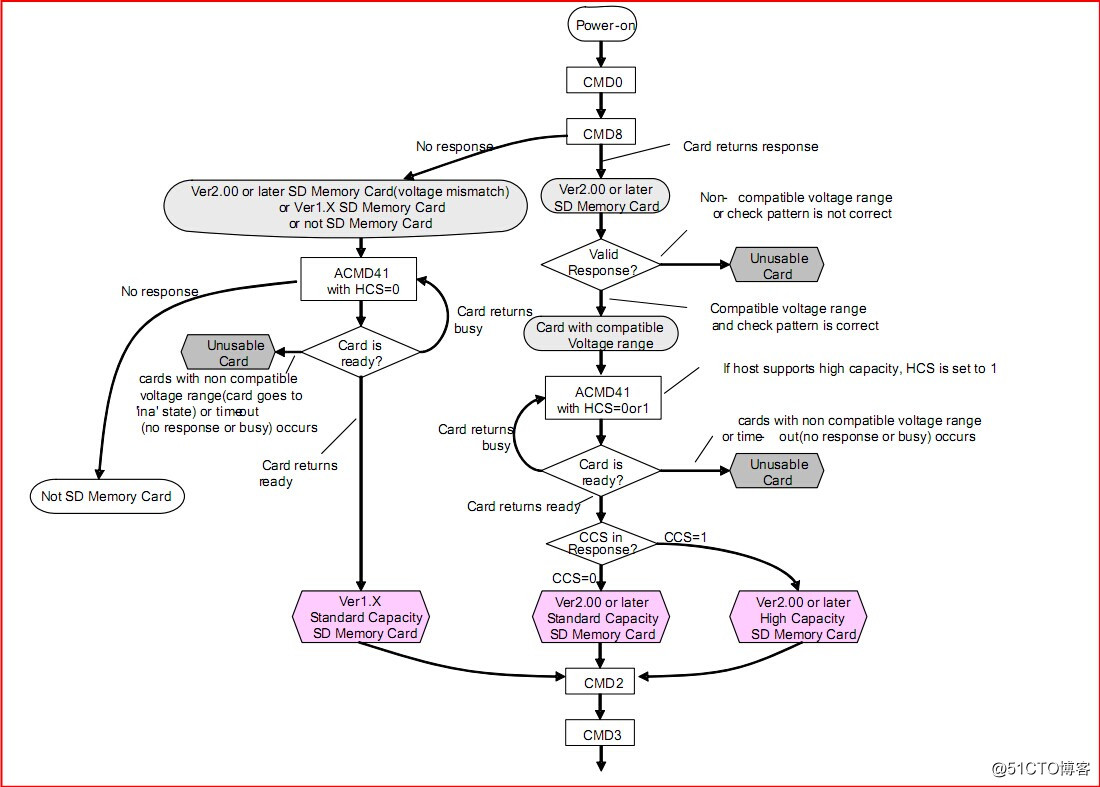 Power-on
CMD0
CMD8
No response
Card returns response
Ver2.00 or later SD Memory Card(voltage mismatch)
or Ver1.X SD Memory Card
or not SD Memory Card
Ver2.00 or later
SD Memory Card
Non- compatible voltage range
or check pattern is not correct
Valid
Response?
Unusable
Card
ACMD41
with HCS=0
No response
Card returns
busy
Compatible voltage range
and check pattern is correct
Card with compatible
Voltage range
Unusable
Card
Card is
ready?
If host supports high capacity, HCS is set to 1
cards with non compatible
voltage range(card goes to
'ina' state) or timeout
(no response or busy) occurs
ACMD41
with HCS=0or1
Card returns
busy
cards with non compatible voltage range
or time- out(no response or busy) occurs
Card is
ready?
Unusable
Card
Card returns
ready
Not SD Memory Card
Card returns ready
CCS in
Response?
CCS=1
CCS=0
Ver1.X
Standard Capacity
SD Memory Card
Ver2.00 or later
Standard Capacity
SD Memory Card
Ver2.00 or later
High Capacity
SD Memory Card
CMD2
CMD3
@51CTO博客